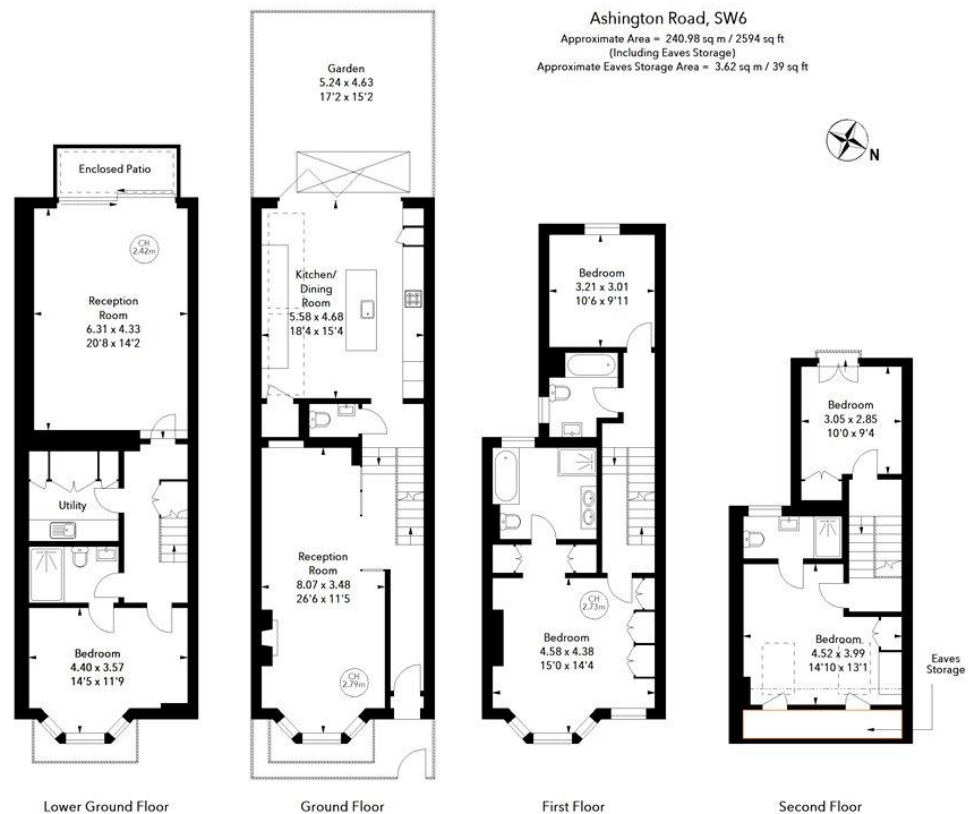 Ashington Road, SW6
Approximate Area = 240.98 sq m / 2594 sq ft
(Including Eaves Storage)
Approximate Eaves Storage Area = 3.62 sq m / 39 sq ft
N
Enclosed Patio
CH
2.42m
Reception
Room
6.31 x 4.33
20'8 x 14'2
Utility
Bedroom
4.40 x 3.57
14'5 x 11'9
Lower Ground Floor
Garden
5.24 x 4.63
17'2 x 15'2
Kitchen/
Dining
Room
5.58 x 4.68
18'4 x 15'4
Reception
Room
8.07 x 3.48
26'6 x 11'5
CH
2.79m
Ground Floor
Bedroom
3.21 x 3.01
10'6 x 9'11
CH
2.73m
Bedroom
4.58 x 4.38
15'0 x 14'4
First Floor
Bedroom
3.05 x 2.85
10'0 x 9'4
Bedroom
4.52 x 3.99
14'10 x 13'1
Eaves
Storage
Second Floor